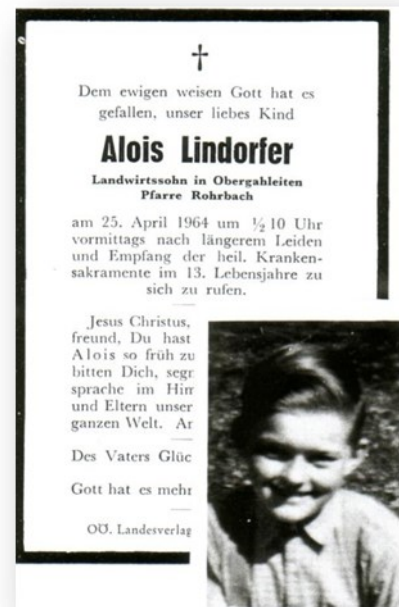 Dem ewigen weisen Gott hat es
gefallen, unser liebes Kind
Alois Lindorfer
Landwirtssohn in Obergahleiten
Pfarre Rohrbach
am 25. April 1964 um ½ 10 Uhr
vormittags nach längerem Leiden
und Empfang der heil. Kranken-
sakramente im 13. Lebensjahre zu
sich zu rufen.
Jesus Christus,
freund, Du hast
Alois so früh zu
bitten Dich,
sprache im
und Eltern unser
ganzen Welt.
Des Vaters
Gott hat es
OÖ. Landesverlag